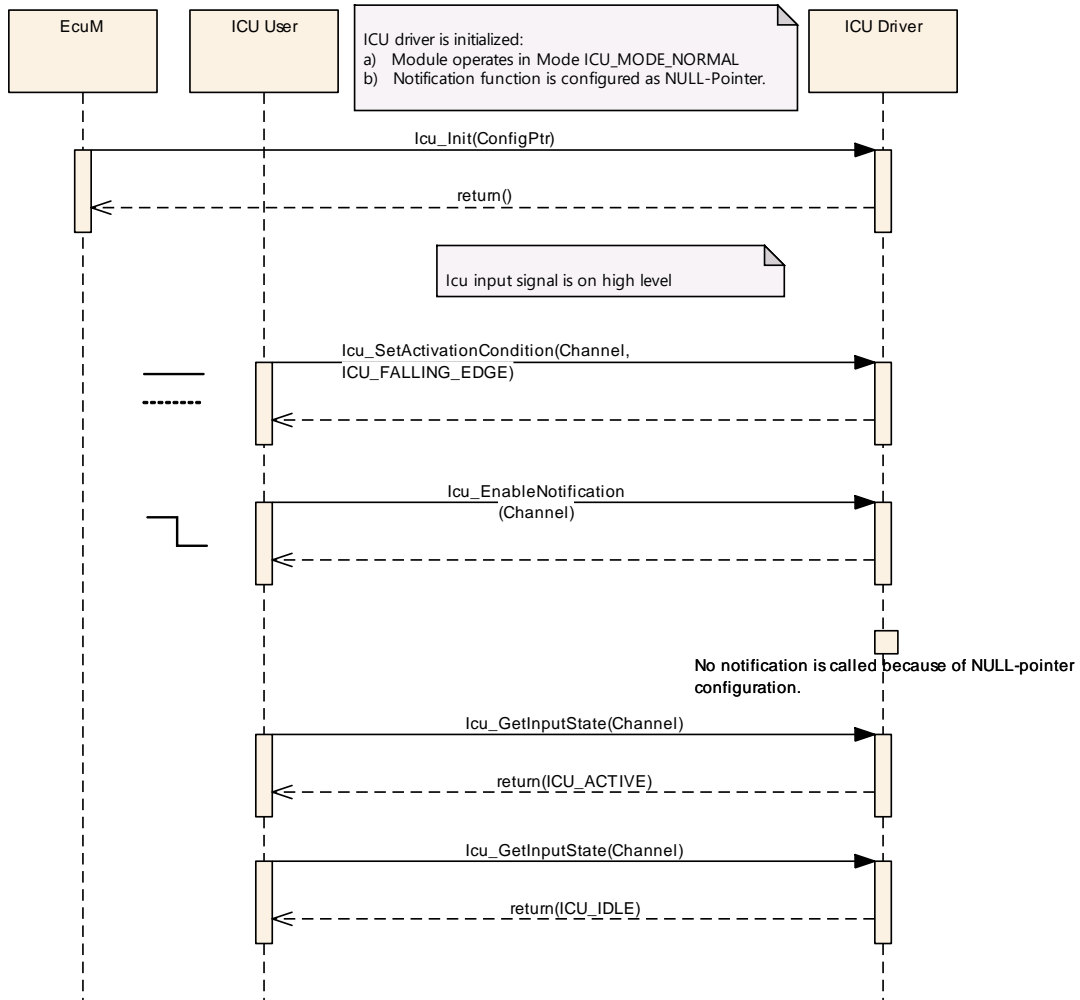 EcuM
ICU User
ICU driver is initialized:
a) Module operates in Mode ICU_MODE_NORMAL
b) Notification function is configured as NULL-Pointer.
ICU Driver
Icu_Init(ConfigPtr)
return()
Icu input signal is on high level
Icu_SetActivationCondition(Channel,
ICU_FALLING_EDGE)
Icu_EnableNotification
(Channel)
No notification is called because of NULL-pointer
configuration.
Icu_GetInputState(Channel)
return(ICU_ACTIVE)
Icu_GetInputState(Channel)
return(ICU_IDLE)